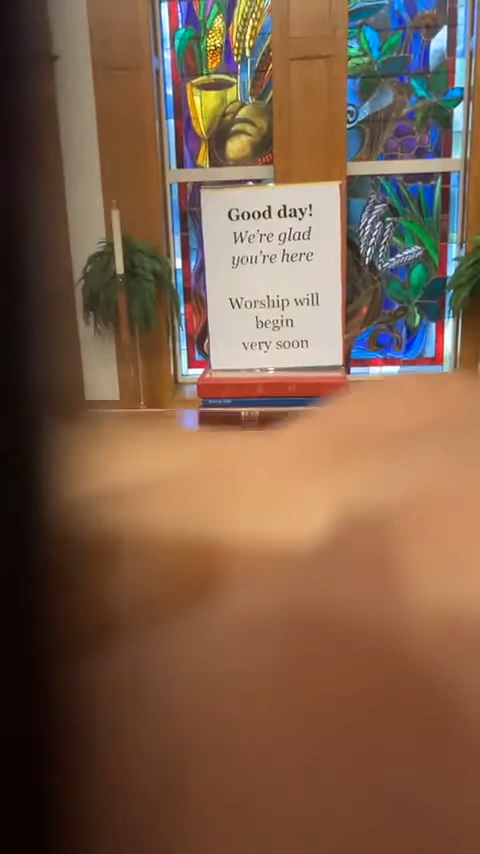 Good day!
We're glad
you're here
Worship will
begin
very soon